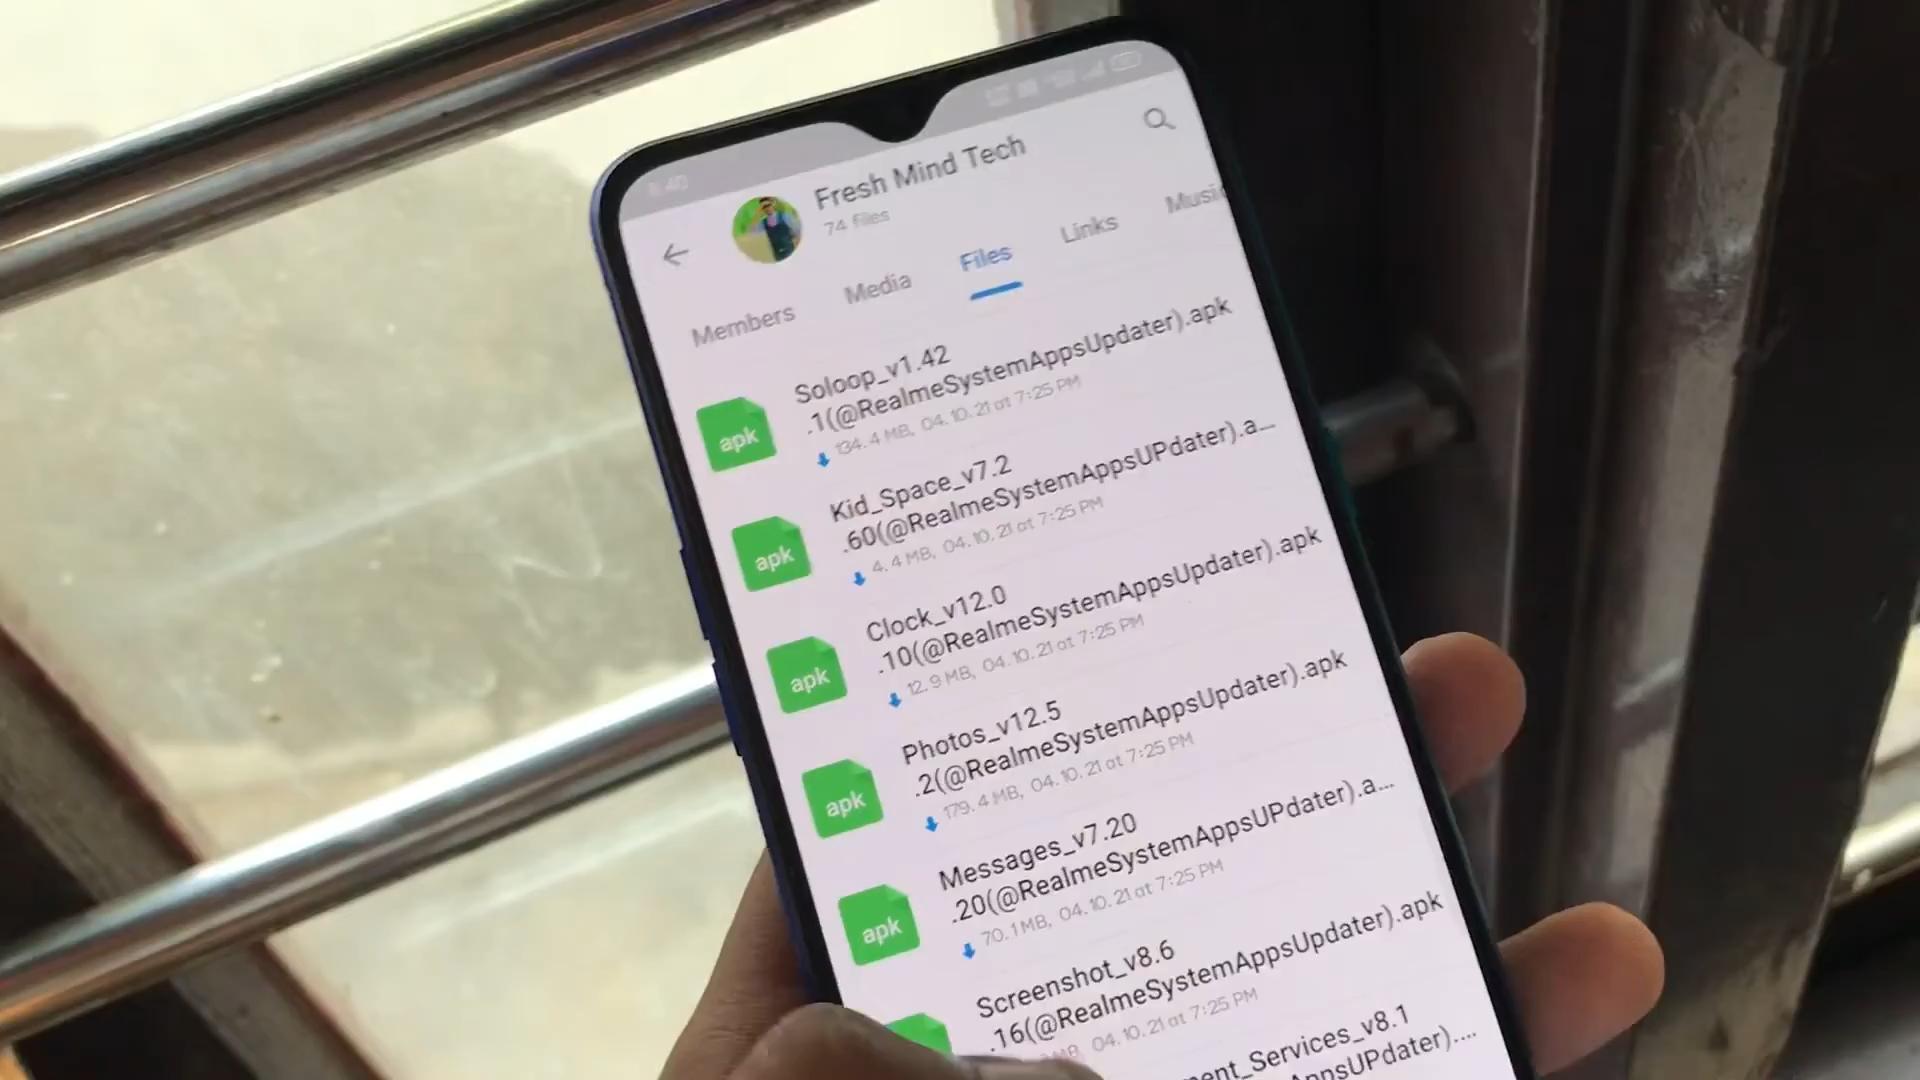 Fresh Mind Tech
74 files
Members Media Files Links Music
Soloop_v1.42
.1(@RealmeSystemAppsUpdater).apk
134.4 MB, 04.10.21 at 7:25 PM
apk
Kid_Space_v7.2
.60(@RealmeSystemAppsUPdater).a...
4.4 MB, 04.10.21 at 7:25 PM
apk
Clock_v12.0
.10(@RealmeSystemAppsUpdater).apk
12.9 MB, 04.10.21 at 7:25 PM
apk
Photos_v12.5
.2(@RealmeSystemAppsUpdater).apk
179.4 MB, 04.10.21 at 7:25 PM
apk
Messages_v7.20
.20(@RealmeSystemAppsUPdater).a...
70.1 MB, 04.10.21 at 7:25 PM
apk
Screenshot_v8.6
.16(@RealmeSystemAppsUpdater).apk
MB, 04.10.21 at 7:25 PM
ent_Services_v8.1
AppsUPdater)....